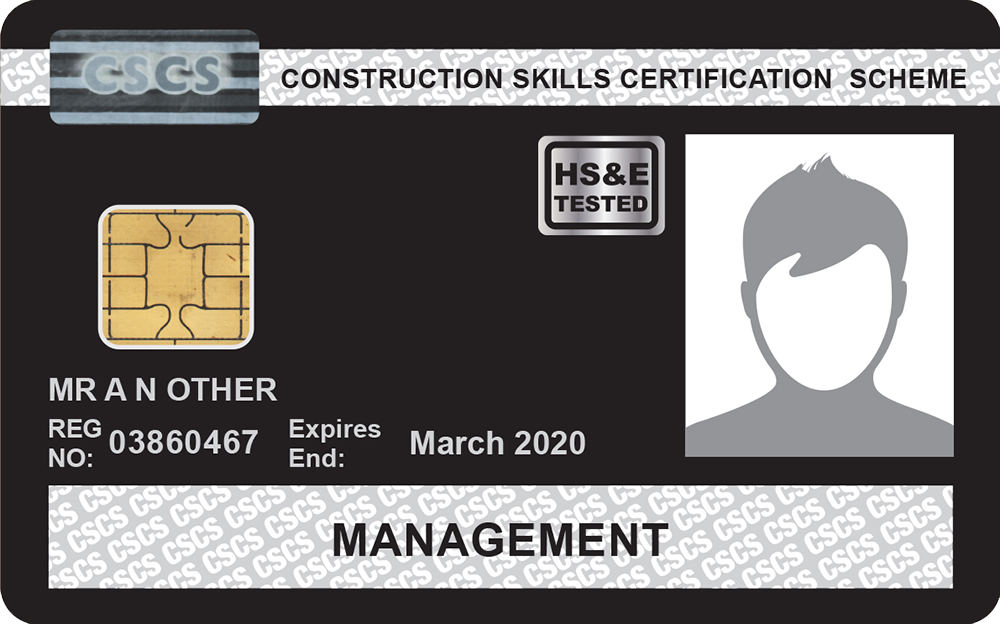 CSCS
CONSTRUCTION SKILLS CERTIFICATION SCHEME
HS&E
TESTED
MR A N OTHER
REG NO: 03860467 Expires End: March 2020
MANAGEMENT